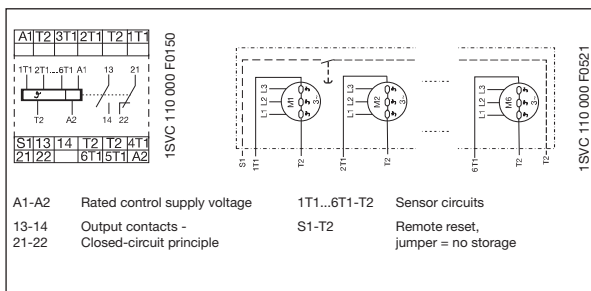 A1 T2 3T1 2T1 T2 1T1
1T1 2T1....6T1 A1 13 21
T2 A2 14 22
S1 13 14 T2 T2 4T1
21 22 6T1 5T1 A2
1SVC 110 000 F0150
L1 L2 L3
M1
3~
L1 L2 L3
M2
3~
L1 L2 L3
M6
3~
S1 1T1 T2 2T1 T2 6T1 T2 T2
1SVC 110 000 F0521
A1-A2 Rated control supply voltage
13-14 Output contacts -
21-22 Closed-circuit principle
1T1...6T1-T2 Sensor circuits
S1-T2 Remote reset,
jumper = no storage